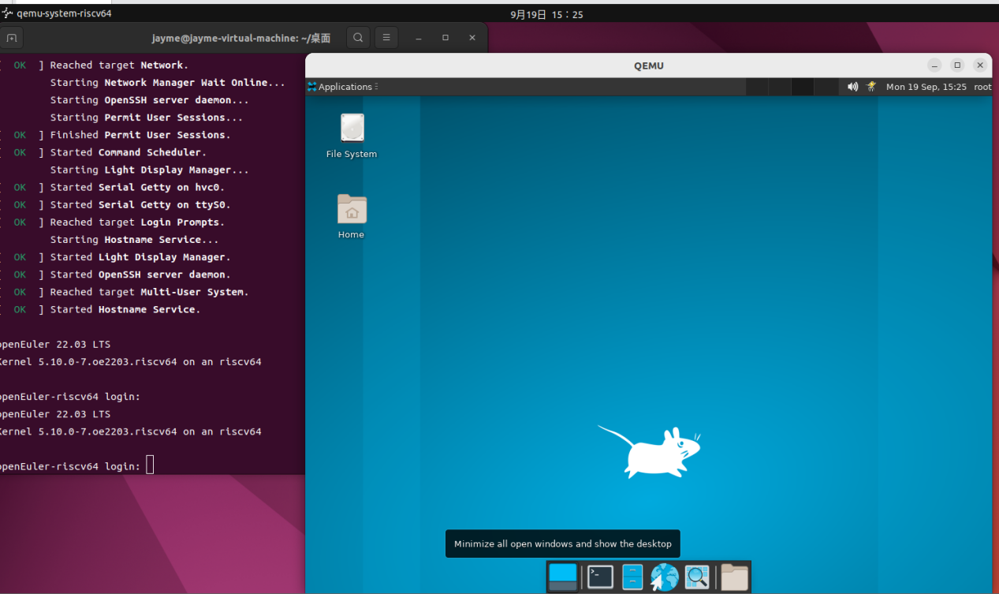 qemu-system-riscv64
9月19日 15：25
jayme@jayme-virtual-machine: ~/桌面
[  OK  ] Reached target Network.
Starting Network Manager Wait Online...
Starting OpenSSH server daemon...
Starting Permit User Sessions...
[  OK  ] Finished Permit User Sessions.
[  OK  ] Started Command Scheduler.
Starting Light Display Manager...
[  OK  ] Started Serial Getty on hvc0.
[  OK  ] Started Serial Getty on ttyS0.
[  OK  ] Reached target Login Prompts.
Starting Hostname Service...
[  OK  ] Started Light Display Manager.
[  OK  ] Started OpenSSH server daemon.
[  OK  ] Reached target Multi-User System.
[  OK  ] Started Hostname Service.
openEuler 22.03 LTS
Kernel 5.10.0-7.oe2203.riscv64 on an riscv64
openEuler-riscv64 login:
openEuler 22.03 LTS
Kernel 5.10.0-7.oe2203.riscv64 on an riscv64
openEuler-riscv64 login:
QEMU
Applications
Mon 19 Sep, 15:25 root
File System
Home
Minimize all open windows and show the desktop